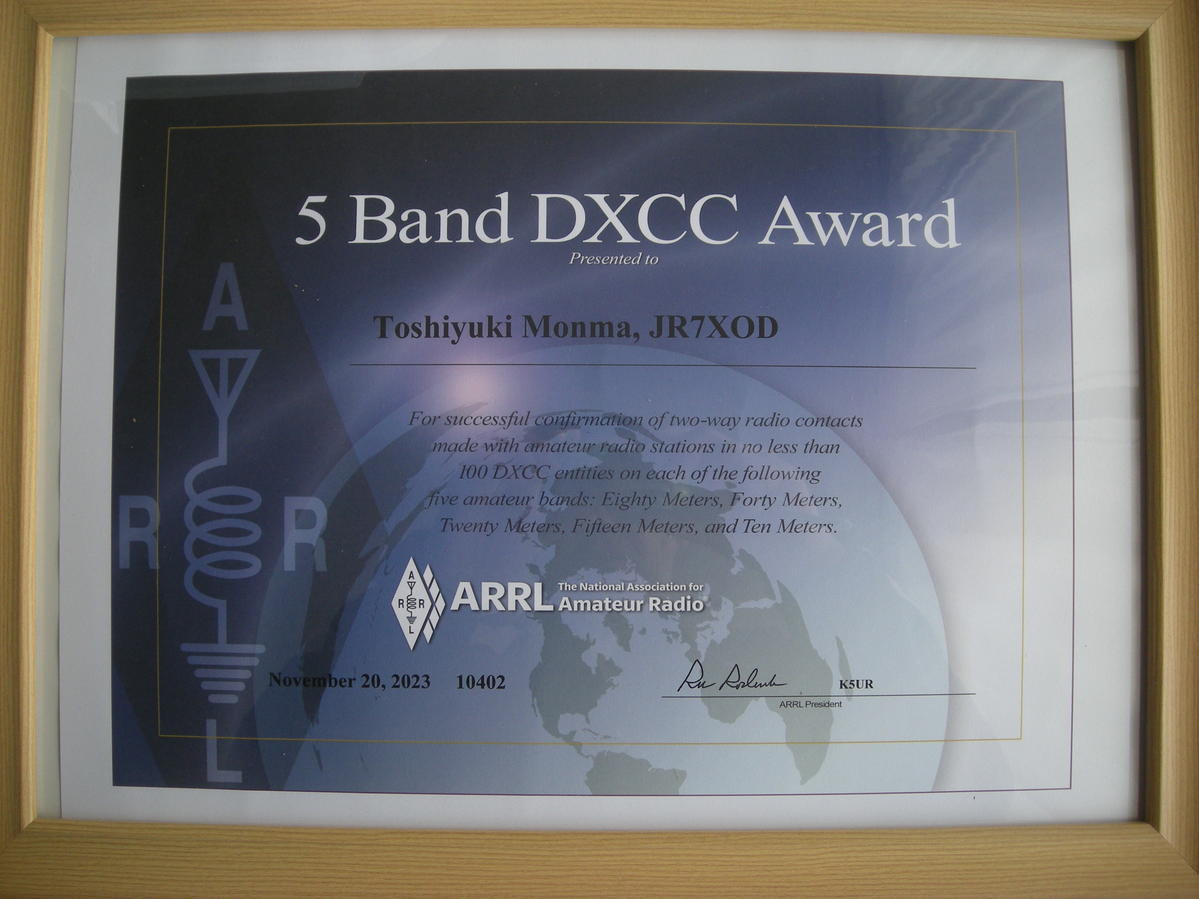 5 Band DXCC Award
Presented to
Toshiyuki Monma, JR7XOD
For successful confirmation of two-way radio contacts
made with amateur radio stations in no less than
100 DXCC entities on each of the following
five amateur bands: Eighty Meters, Forty Meters,
Twenty Meters, Fifteen Meters, and Ten Meters.
A
R R
L
A
R R
L
ARRL The National Association for
Amateur Radio
November 20, 2023 10402
K5UR
ARRL President